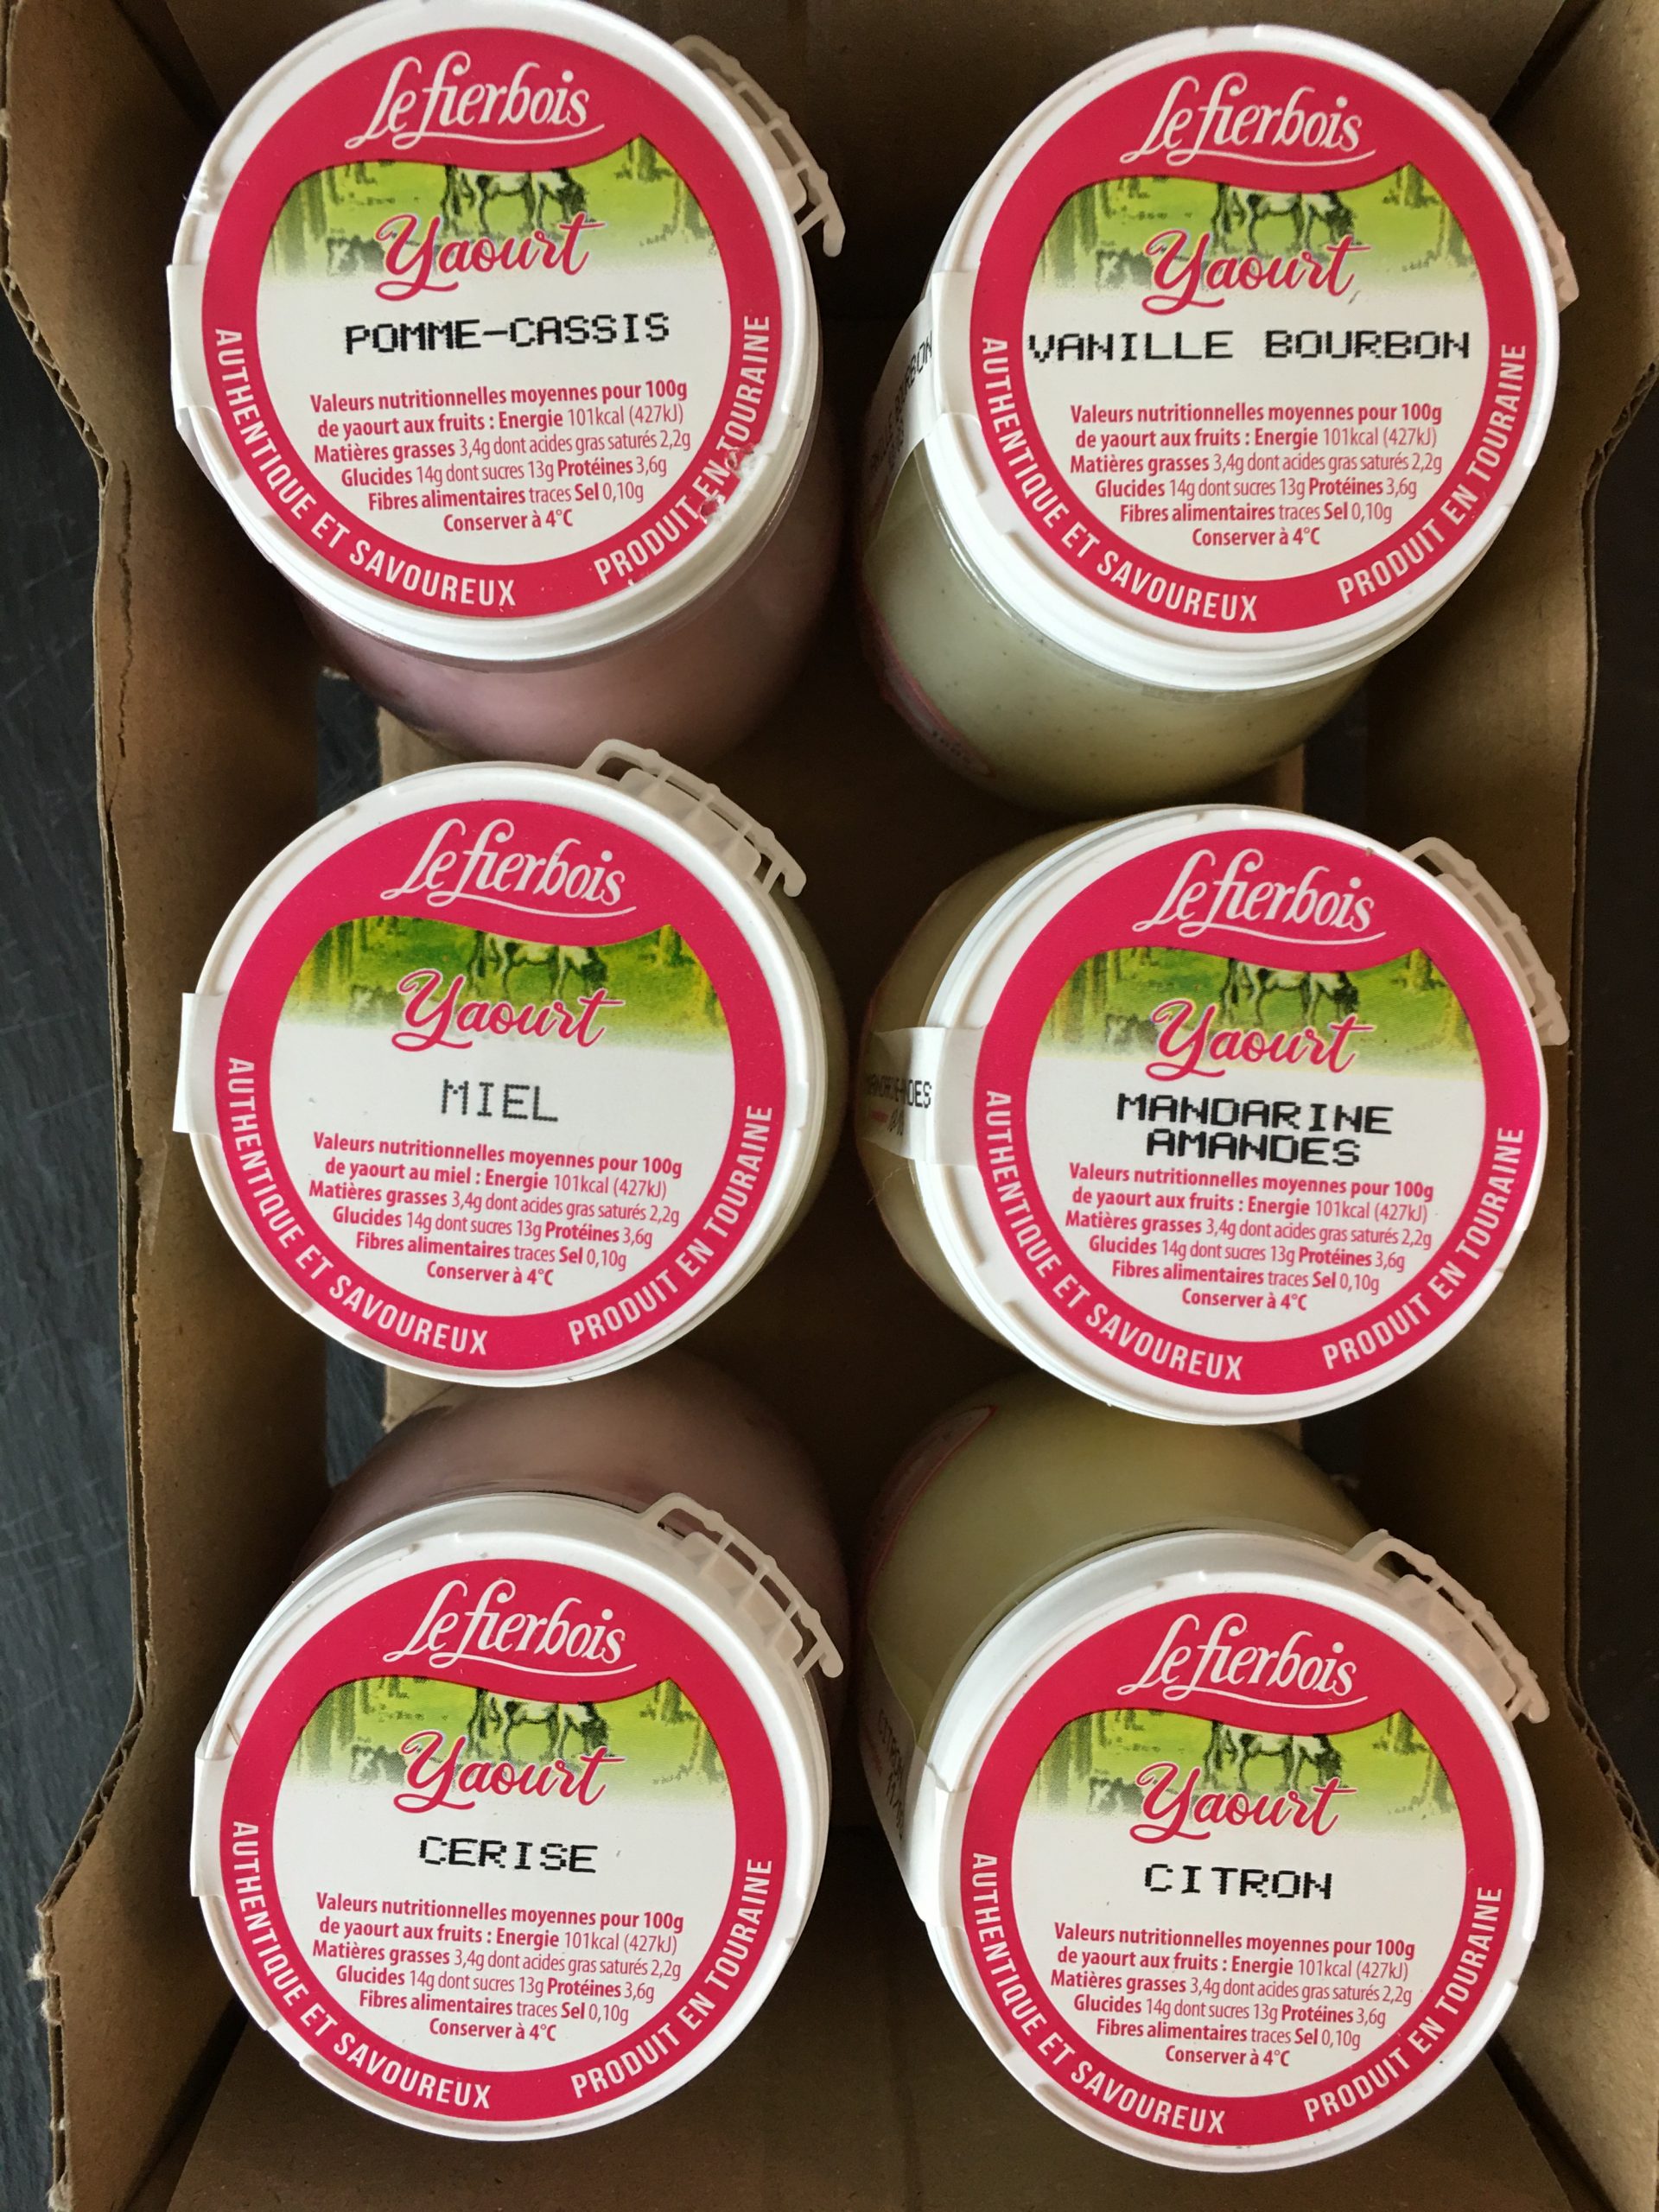 Le fierbois
Yaourt
POMME-CASSIS
Valeurs nutritionnelles moyennes pour 100g
de yaourt aux fruits : Energie 101kcal (427kJ)
Matières grasses 3,4g dont acides gras saturés 2,2g
Glucides 14g dont sucres 13g Protéines 3,6g
Fibres alimentaires traces Sel 0,10g
Conserver à 4°C
AUTHENTIQUE ET SAVOUREUX
PRODUIT EN TOURAINE
Le fierbois
Yaourt
VANILLE BOURBON
Valeurs nutritionnelles moyennes pour 100g
de yaourt aux fruits : Energie 101kcal (427kJ)
Matières grasses 3,4g dont acides gras saturés 2,2g
Glucides 14g dont sucres 13g Protéines 3,6g
Fibres alimentaires traces Sel 0,10g
Conserver à 4°C
AUTHENTIQUE ET SAVOUREUX
PRODUIT EN TOURAINE
Le fierbois
Yaourt
MIEL
Valeurs nutritionnelles moyennes pour 100g
de yaourt au miel : Energie 101kcal (427kJ)
Matières grasses 3,4g dont acides gras saturés 2,2g
Glucides 14g dont sucres 13g Protéines 3,6g
Fibres alimentaires traces Sel 0,10g
Conserver à 4°C
AUTHENTIQUE ET SAVOUREUX
PRODUIT EN TOURAINE
Le fierbois
Yaourt
MANDARINE
AMANDES
Valeurs nutritionnelles moyennes pour 100g
de yaourt aux fruits : Energie 101kcal (427kJ)
Matières grasses 3,4g dont acides gras saturés 2,2g
Glucides 14g dont sucres 13g Protéines 3,6g
Fibres alimentaires traces Sel 0,10g
Conserver à 4°C
AUTHENTIQUE ET SAVOUREUX
PRODUIT EN TOURAINE
Le fierbois
Yaourt
CERISE
Valeurs nutritionnelles moyennes pour 100g
de yaourt aux fruits : Energie 101kcal (427kJ)
Matières grasses 3,4g dont acides gras saturés 2,2g
Glucides 14g dont sucres 13g Protéines 3,6g
Fibres alimentaires traces Sel 0,10g
Conserver à 4°C
AUTHENTIQUE ET SAVOUREUX
PRODUIT EN TOURAINE
Le fierbois
Yaourt
CITRON
Valeurs nutritionnelles moyennes pour 100g
de yaourt aux fruits : Energie 101kcal (427kJ)
Matières grasses 3,4g dont acides gras saturés 2,2g
Glucides 14g dont sucres 13g Protéines 3,6g
Fibres alimentaires traces Sel 0,10g
Conserver à 4°C
AUTHENTIQUE ET SAVOUREUX
PRODUIT EN TOURAINE
CITRON